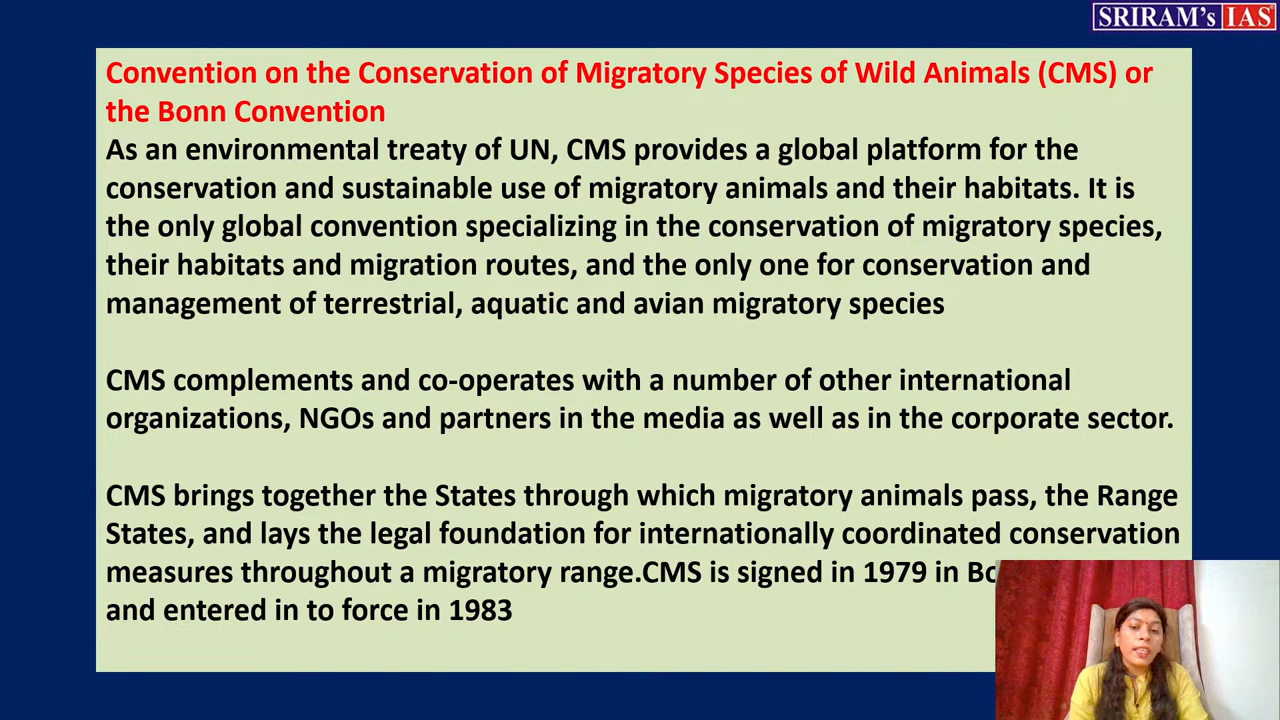 SRIRAM's IAS
Convention on the Conservation of Migratory Species of Wild Animals (CMS) or
the Bonn Convention
As an environmental treaty of UN, CMS provides a global platform for the
conservation and sustainable use of migratory animals and their habitats. It is
the only global convention specializing in the conservation of migratory species,
their habitats and migration routes, and the only one for conservation and
management of terrestrial, aquatic and avian migratory species
CMS complements and co-operates with a number of other international
organizations, NGOs and partners in the media as well as in the corporate sector.
CMS brings together the States through which migratory animals pass, the Range
States, and lays the legal foundation for internationally coordinated conservation
measures throughout a migratory range.CMS is signed in 1979 in
and entered in to force in 1983